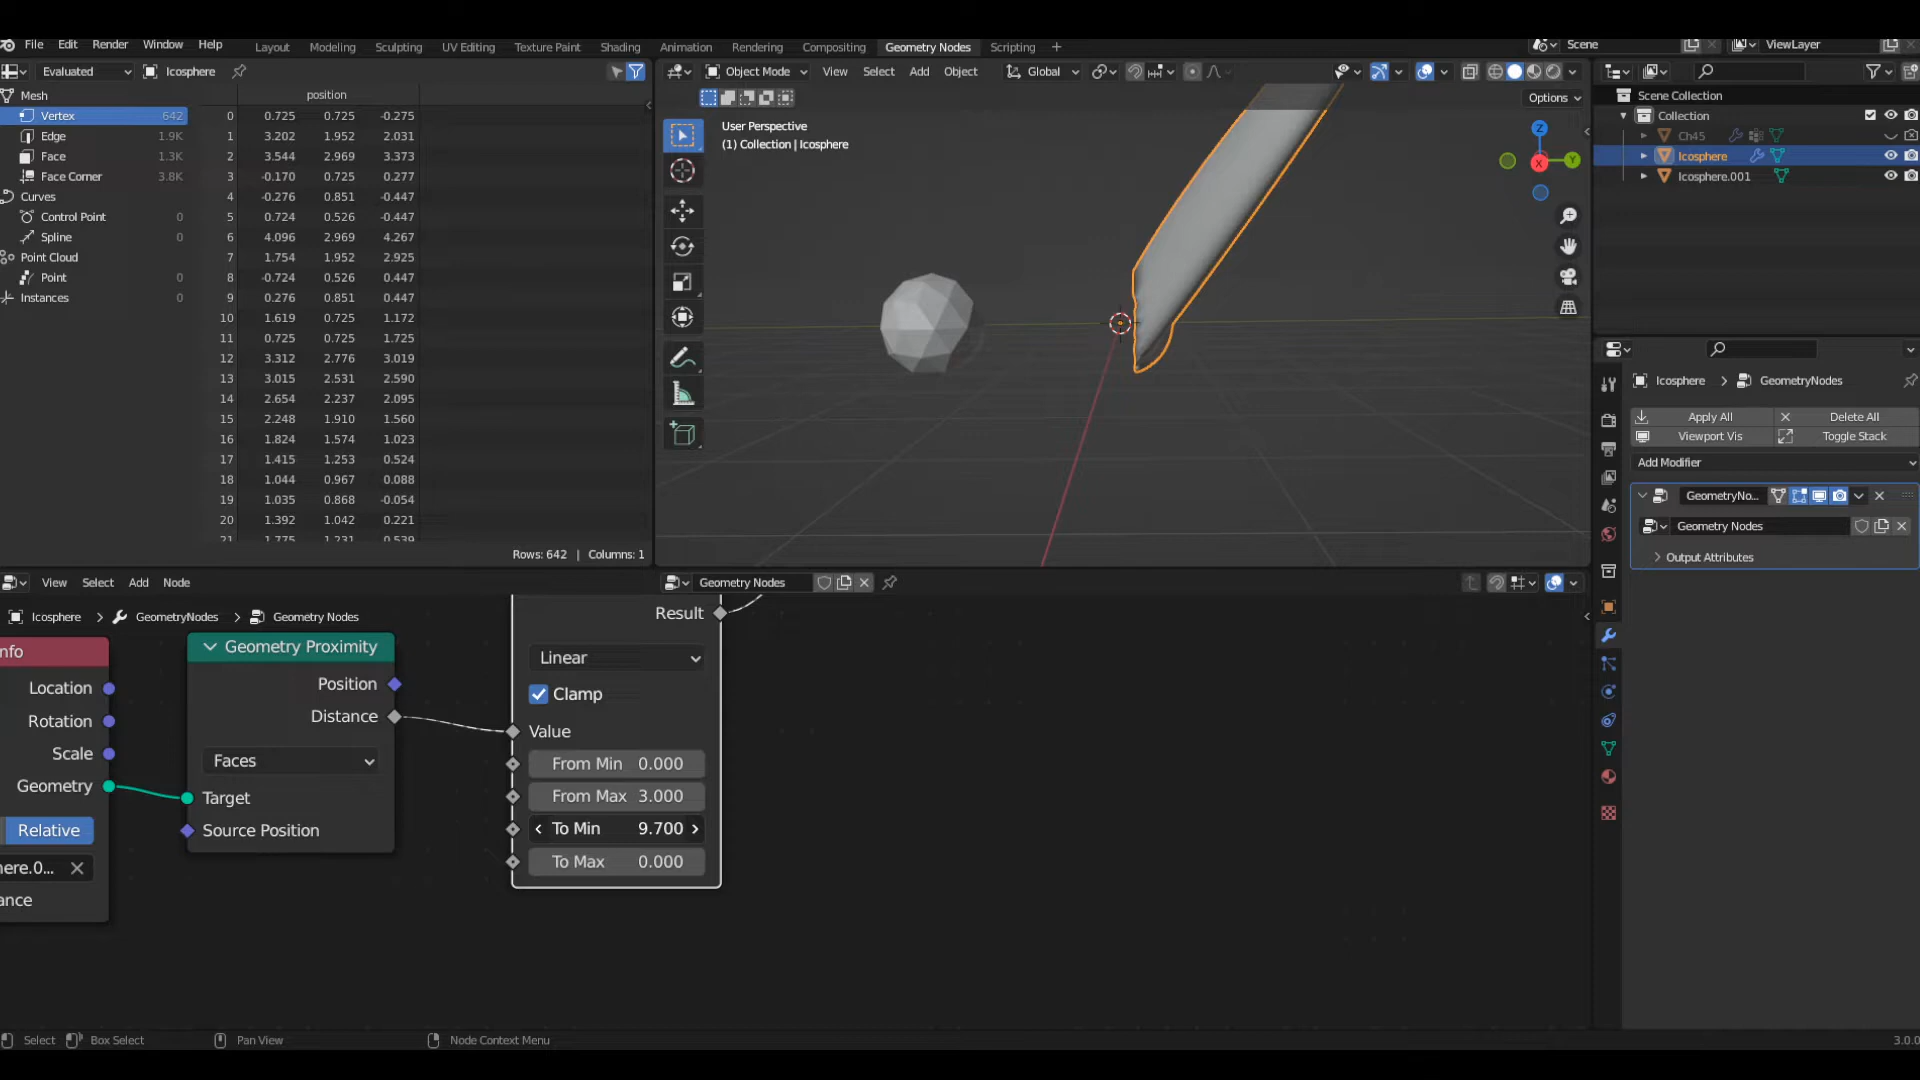 File Edit Render Window Help Layout Modeling Sculpting UV Editing Texture Paint Shading Animation Rendering Compositing Geometry Nodes Scripting + Scene ViewLayer
Evaluated Icosphere
Mesh
Vertex 642
Edge 1.9K
Face 1.3K
Face Corner 3.8K
Curves
Control Point 0
Spline 0
Point Cloud
Point 0
Instances 0
position
0 0.725 0.725 -0.275
1 3.202 1.952 2.031
2 3.544 2.969 3.373
3 -0.170 0.725 0.277
4 -0.276 0.851 -0.447
5 0.724 0.526 -0.447
6 4.096 2.969 4.267
7 1.754 1.952 2.925
8 -0.724 0.526 0.447
9 0.276 0.851 0.447
10 1.619 0.725 1.172
11 0.725 0.725 1.725
12 3.312 2.776 3.019
13 3.015 2.531 2.590
14 2.654 2.237 2.095
15 2.248 1.910 1.560
16 1.824 1.574 1.023
17 1.415 1.253 0.524
18 1.044 0.967 0.088
19 1.035 0.868 -0.054
20 1.392 1.042 0.221
21 1.775 1.231 0.539
Rows: 642 | Columns: 1
Object Mode View Select Add Object Global
Options
User Perspective
(1) Collection | Icosphere
Z
Y
X
Scene Collection
Collection
Ch45
Icosphere
Icosphere.001
Icosphere > GeometryNodes
Apply All Delete All
Viewport Vis Toggle Stack
Add Modifier
GeometryNo...
Geometry Nodes
Output Attributes
View Select Add Node Geometry Nodes
Icosphere > GeometryNodes > Geometry Nodes
nfo
Location
Rotation
Scale
Geometry
Relative
here.0...
ance
Geometry Proximity
Position
Distance
Faces
Target
Source Position
Result
Linear
Clamp
Value
From Min 0.000
From Max 3.000
To Min 9.700
To Max 0.000
Select Box Select Pan View Node Context Menu 3.0.0